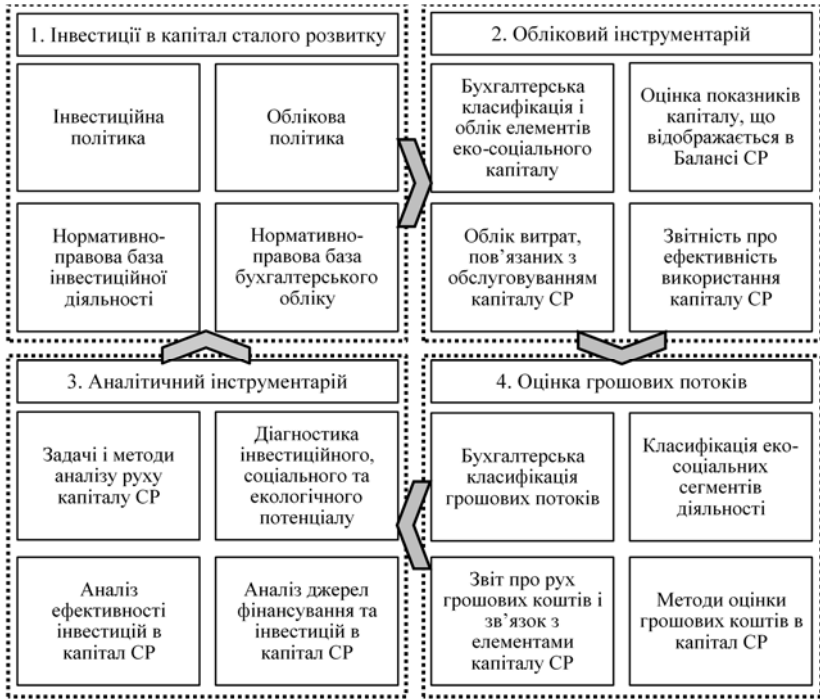 1. Інвестиції в капітал сталого розвитку
Інвестиційна
політика
Облікова
політика
Нормативно-
правова база
інвестиційної
діяльності
Нормативно-
правова база
бухгалтерського
обліку
2. Обліковий інструментарій
Бухгалтерська
класифікація і
облік елементів
еко-соціального
капіталу
Оцінка показників
капіталу, що
відображається в
Балансі СР
Облік витрат,
пов’язаних з
обслуговуванням
капіталу СР
Звітність про
ефективність
використання
капіталу СР
3. Аналітичний інструментарій
Задачі і методи
аналізу руху
капіталу СР
Діагностика
інвестиційного,
соціального та
екологічного
потенціалу
Аналіз
ефективності
інвестицій в
капітал СР
Аналіз джерел
фінансування та
інвестицій в
капітал СР
4. Оцінка грошових потоків
Бухгалтерська
класифікація
грошових потоків
Класифікація еко-
соціальних
сегментів
діяльності
Звіт про рух
грошових коштів і
зв’язок з
елементами
капіталу СР
Методи оцінки
грошових коштів в
капітал СР